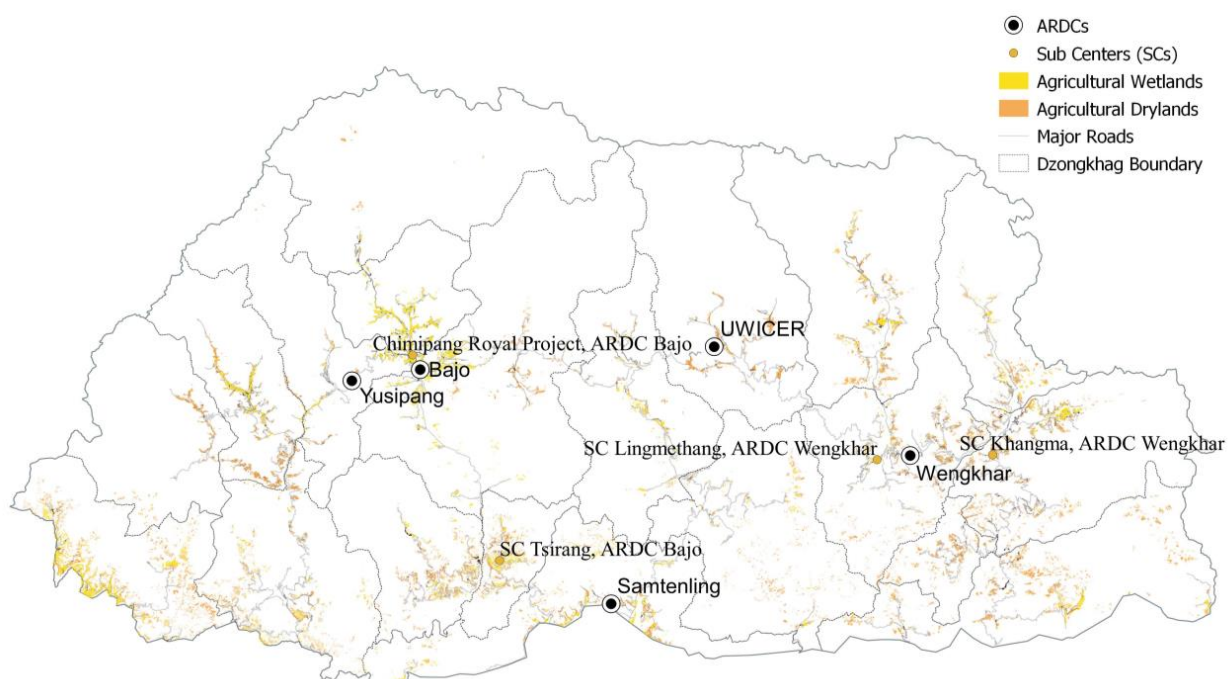 ARDCs
Sub Centers (SCs)
Agricultural Wetlands
Agricultural Drylands
Major Roads
Dzongkhag Boundary
UWICER
Chimipang Royal Project, ARDC Bajo
Bajo
Yusipang
SC Lingmethang, ARDC Wengkhar
SC Khangma, ARDC Wengkhar
Wengkhar
SC Tsirang, ARDC Bajo
Samtenling